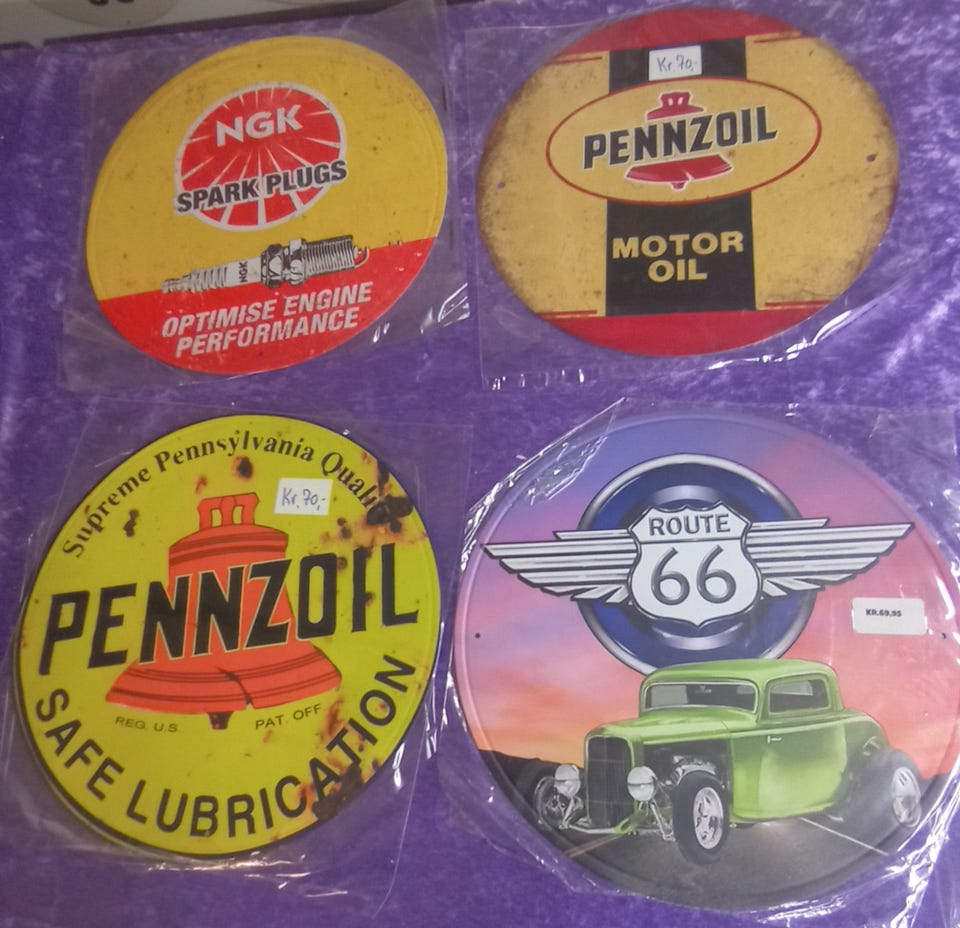 NGK
SPARK PLUGS
NGK
OPTIMISE ENGINE
PERFORMANCE
Kr. 70,-
PENNZOIL
MOTOR
OIL
Supreme Pennsylvania Quality
Kr. 70,-
PENNZOIL
REG. U.S. PAT. OFF
SAFE LUBRICATION
ROUTE
66
KR.69,95